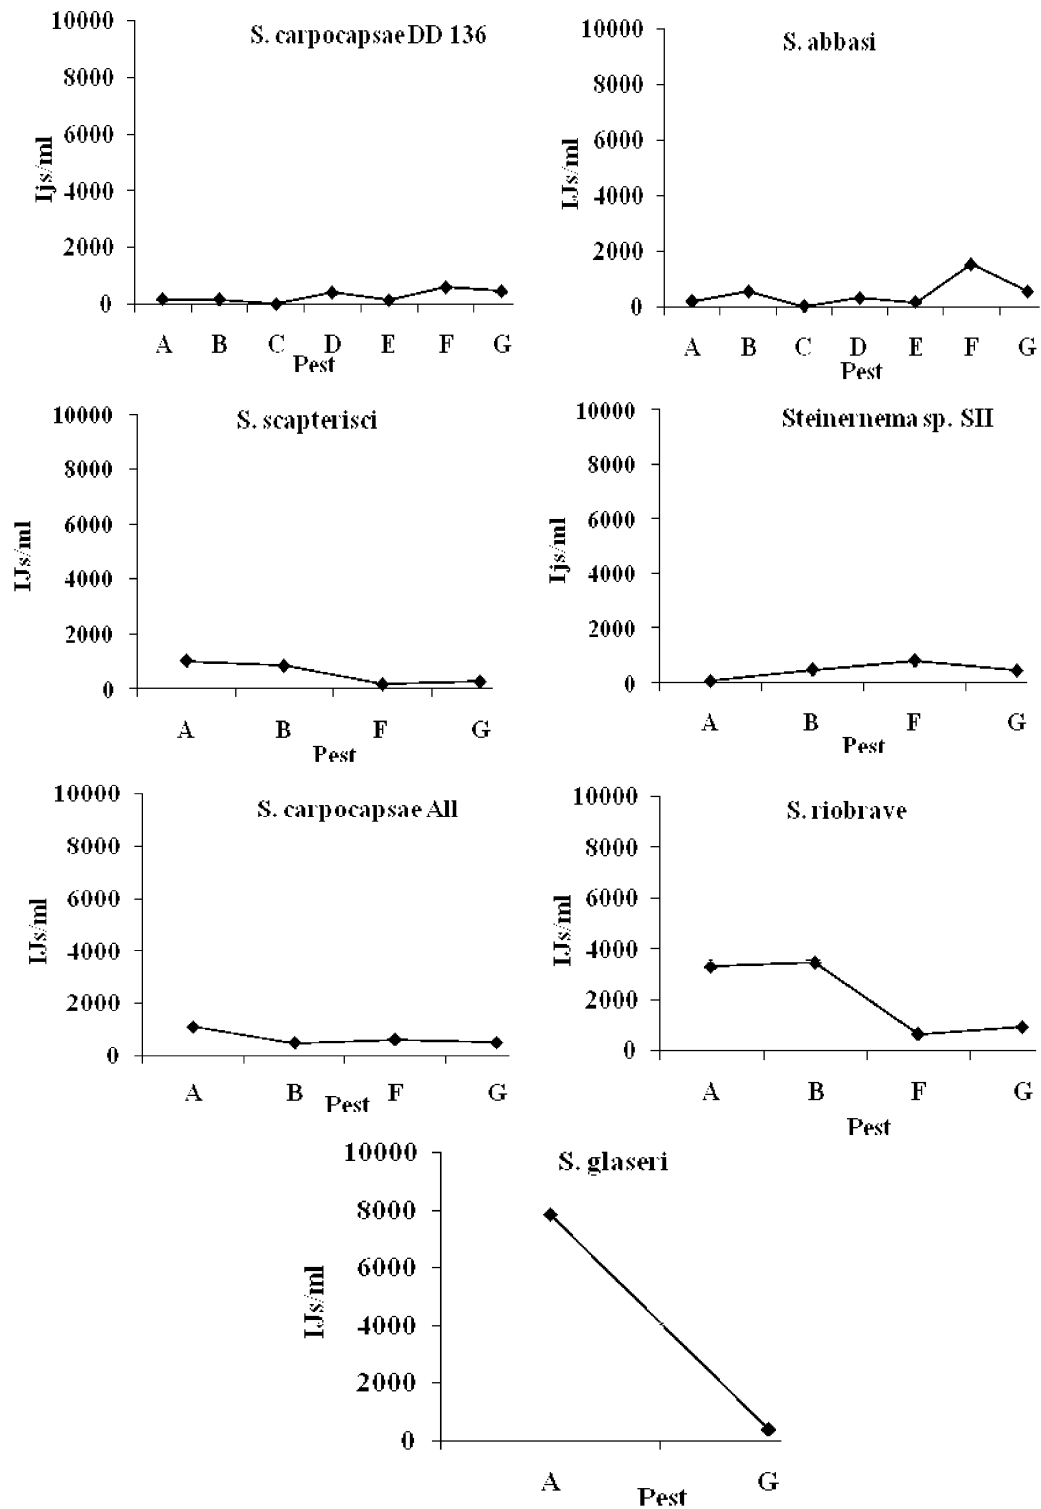 S. carpocapsae DD 136
10000
8000
6000
4000
2000
0
Ijs/ml
A B C D E F G
Pest
S. abbasi
10000
8000
6000
4000
2000
0
IJs/ml
A B C D E F G
Pest
S. scapterisci
10000
8000
6000
4000
2000
0
IJs/ml
A B F G
Pest
Steinernema sp. SII
10000
8000
6000
4000
2000
0
Ijs/ml
A B F G
Pest
S. carpocapsae All
10000
8000
6000
4000
2000
0
IJs/ml
A B F G
Pest
S. riobrave
10000
8000
6000
4000
2000
0
IJs/ml
A B F G
Pest
S. glaseri
10000
8000
6000
4000
2000
0
IJs/ml
A G
Pest